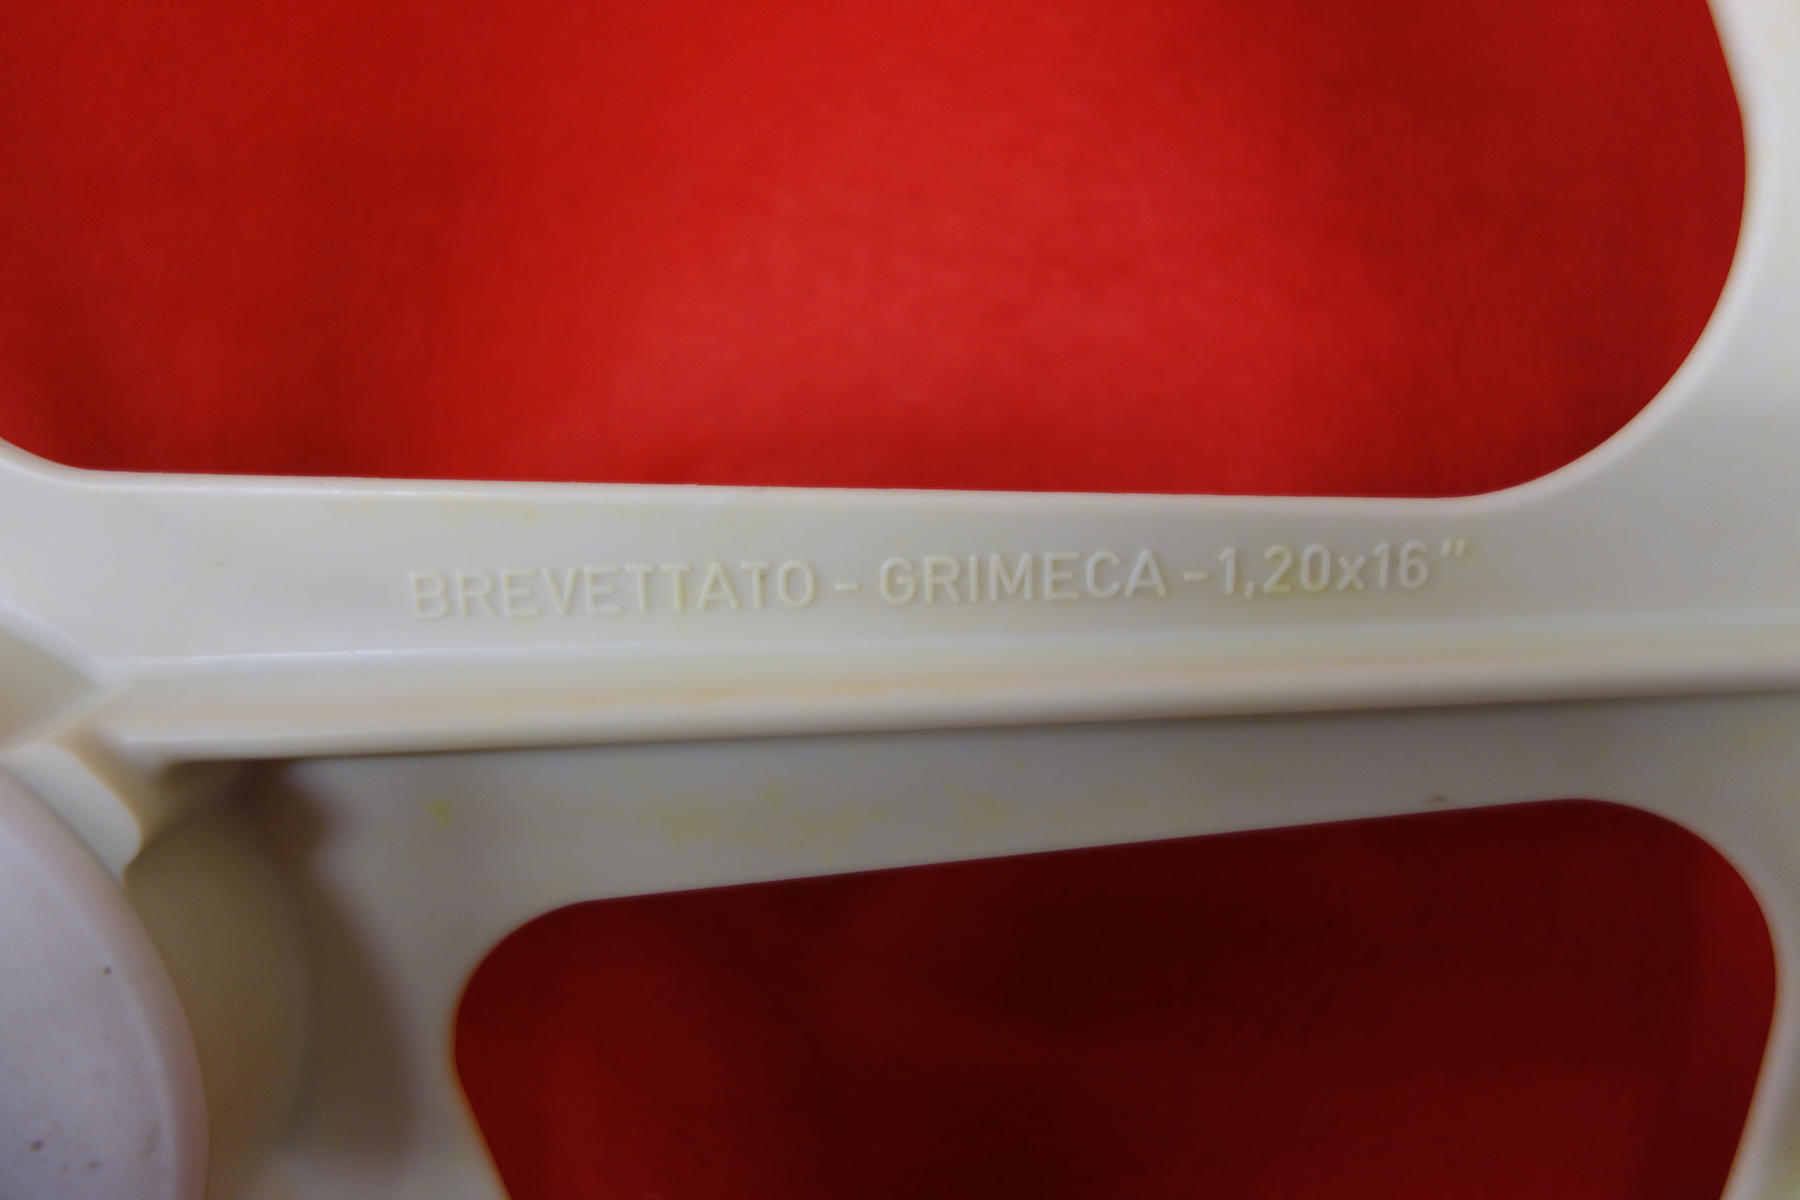 BREVETTATO - GRIMECA - 1,20x16”